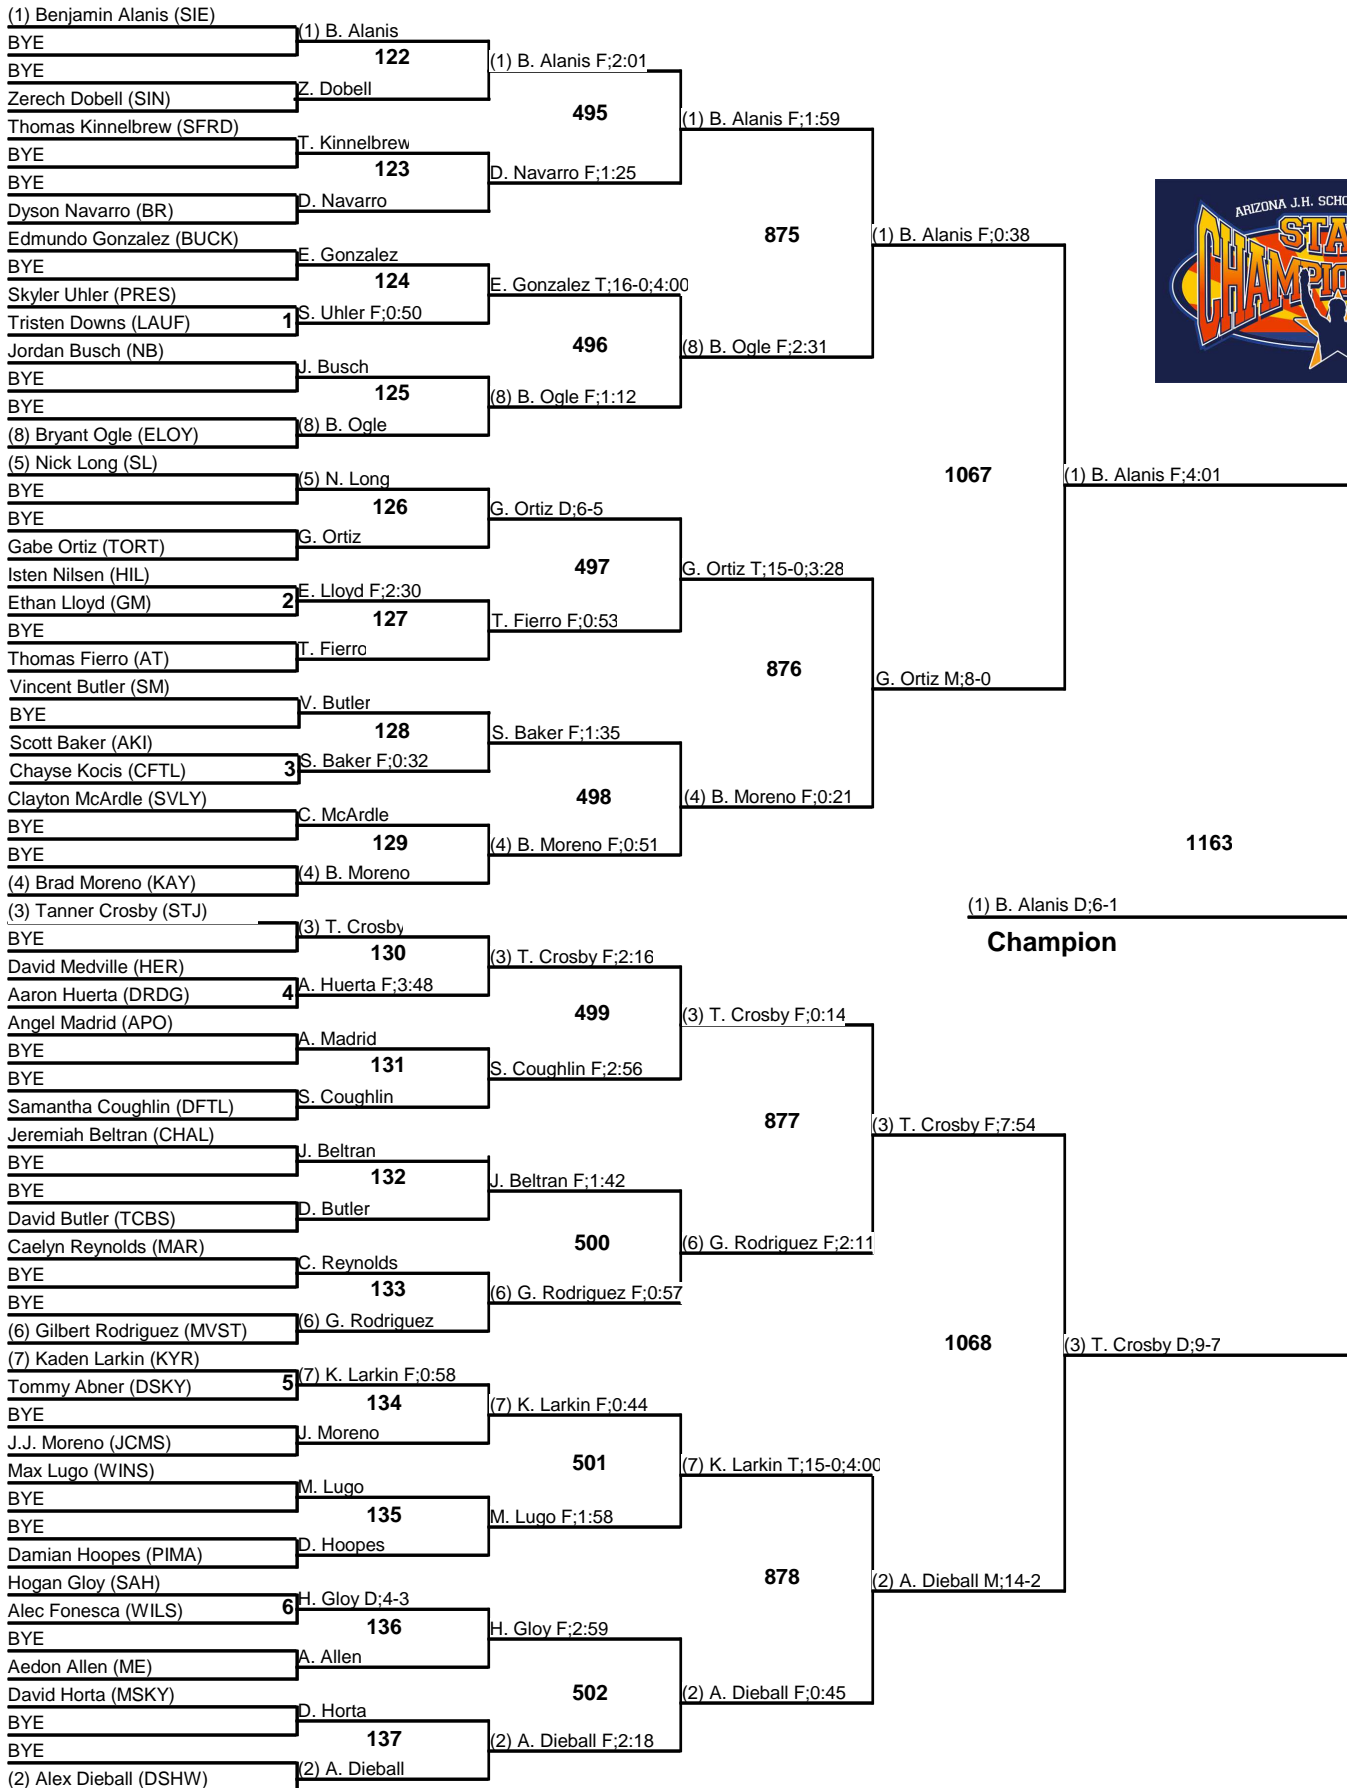 (1) Benjamin Alanis (SIE)
BYE
BYE
Zerech Dobell (SIN)
Thomas Kinnelbrew (SFRD)
BYE
BYE
Dyson Navarro (BR)
Edmundo Gonzalez (BUCK)
BYE
Skyler Uhler (PRES)
Tristen Downs (LAUF) 1
Jordan Busch (NB)
BYE
BYE
(8) Bryant Ogle (ELOY)
(5) Nick Long (SL)
BYE
BYE
Gabe Ortiz (TORT)
Isten Nilsen (HIL)
Ethan Lloyd (GM) 2
BYE
Thomas Fierro (AT)
Vincent Butler (SM)
BYE
Scott Baker (AKI)
Chayse Kocis (CFTL) 3
Clayton McArdle (SVLY)
BYE
BYE
(4) Brad Moreno (KAY)
(3) Tanner Crosby (STJ)
BYE
David Medville (HER)
Aaron Huerta (DRDG) 4
Angel Madrid (APO)
BYE
BYE
Samantha Coughlin (DFTL)
Jeremiah Beltran (CHAL)
BYE
BYE
David Butler (TCBS)
Caelyn Reynolds (MAR)
BYE
BYE
(6) Gilbert Rodriguez (MVST)
(7) Kaden Larkin (KYR)
Tommy Abner (DSKY) 5
BYE
J.J. Moreno (JCMS)
Max Lugo (WINS)
BYE
BYE
Damian Hoopes (PIMA)
Hogan Gloy (SAH)
Alec Fonesca (WILS) 6
BYE
Aedon Allen (ME)
David Horta (MSKY)
BYE
BYE
(2) Alex Dieball (DSHW)
(1) B. Alanis
122
Z. Dobell
T. Kinnelbrew
123
D. Navarro
E. Gonzalez
124
S. Uhler F;0:50
J. Busch
125
(8) B. Ogle
(5) N. Long
126
G. Ortiz
E. Lloyd F;2:30
127
T. Fierro
V. Butler
128
S. Baker F;0:32
C. McArdle
129
(4) B. Moreno
(3) T. Crosby
130
A. Huerta F;3:48
A. Madrid
131
S. Coughlin
J. Beltran
132
D. Butler
C. Reynolds
133
(6) G. Rodriguez
(7) K. Larkin F;0:58
134
J. Moreno
M. Lugo
135
D. Hoopes
H. Gloy D;4-3
136
A. Allen
D. Horta
137
(2) A. Dieball
(1) B. Alanis F;2:01
495
D. Navarro F;1:25
E. Gonzalez T;16-0;4:00
496
(8) B. Ogle F;1:12
G. Ortiz D;6-5
497
T. Fierro F;0:53
S. Baker F;1:35
498
(4) B. Moreno F;0:51
(3) T. Crosby F;2:16
499
S. Coughlin F;2:56
J. Beltran F;1:42
500
(6) G. Rodriguez F;0:57
(7) K. Larkin F;0:44
501
M. Lugo F;1:58
H. Gloy F;2:59
502
(2) A. Dieball F;2:18
(1) B. Alanis F;1:59
875
(8) B. Ogle F;2:31
G. Ortiz T;15-0;3:28
876
(4) B. Moreno F;0:21
(3) T. Crosby F;0:14
877
(6) G. Rodriguez F;2:11
(7) K. Larkin T;15-0;4:00
878
(2) A. Dieball F;0:45
(1) B. Alanis F;0:38
1067
G. Ortiz M;8-0
(3) T. Crosby F;7:54
1068
(2) A. Dieball M;14-2
(1) B. Alanis F;4:01
1163
(3) T. Crosby D;9-7
(1) B. Alanis D;6-1
Champion
ARIZONA J.H. SCHO
STA
CHAMPIO